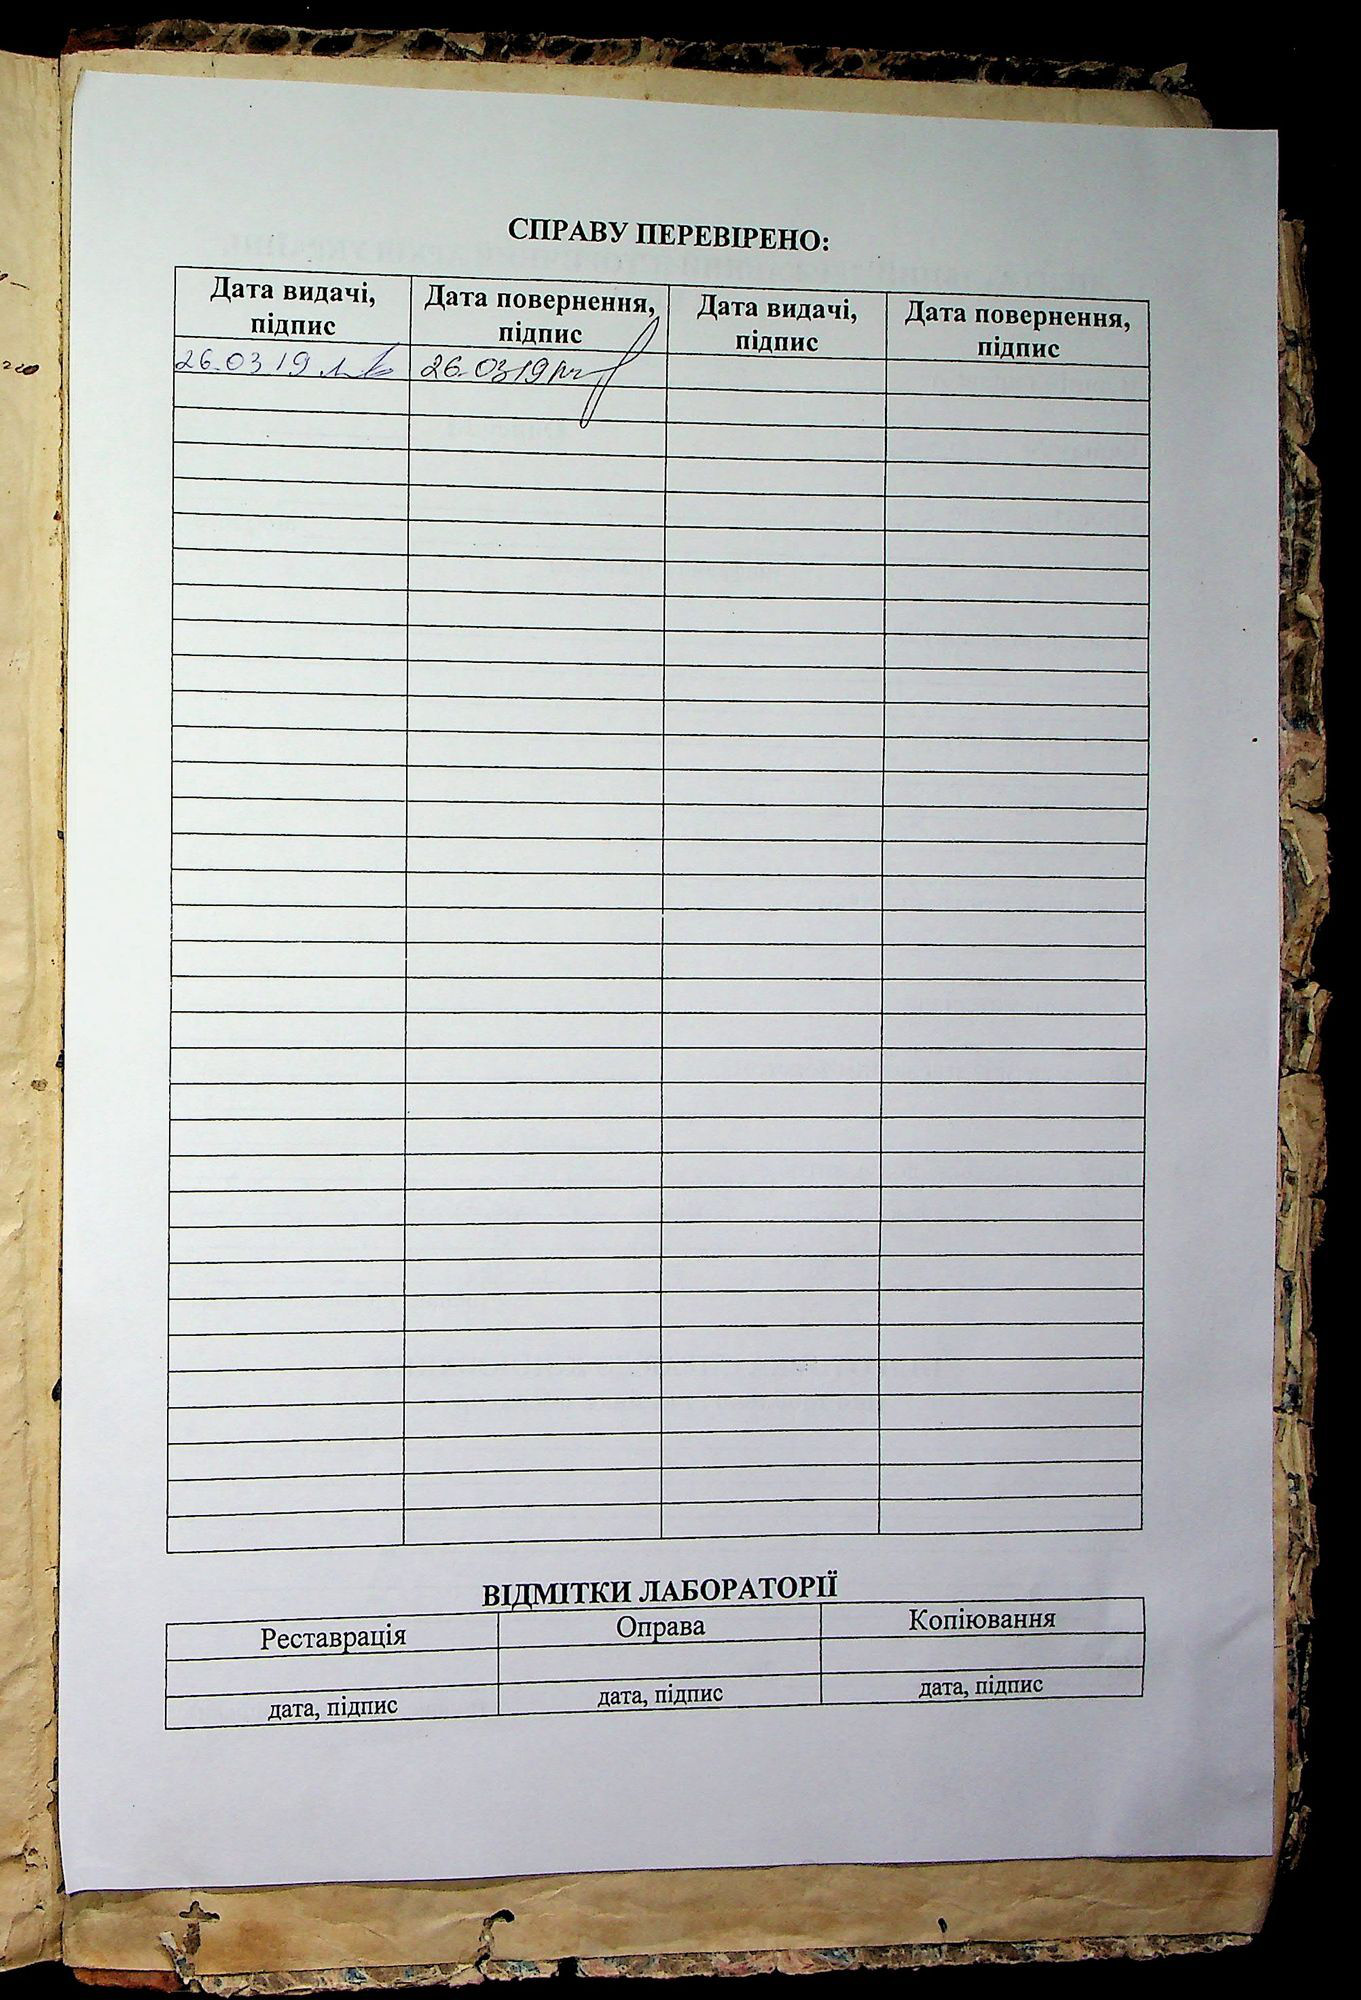 СПРАВУ ПЕРЕВІРЕНО:
Дата видачі, підпис
Дата повернення, підпис
Дата видачі, підпис
Дата повернення, підпис
26.03 19
26.03 19
ВІДМІТКИ ЛАБОРАТОРІЇ
Реставрація Оправа Копіювання
дата, підпис дата, підпис дата, підпис